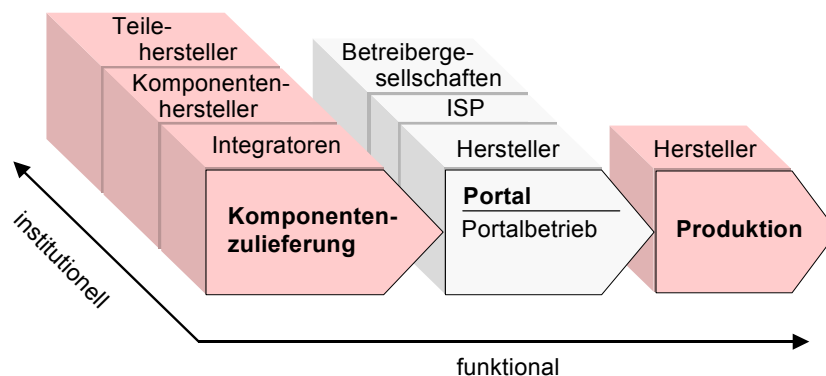 Teile-
hersteller
Komponenten-
hersteller
Integratoren
Komponenten-
zulieferung
Betreiberge-
sellschaften
ISP
Hersteller
Portal
Portalbetrieb
Hersteller
Produktion
institutionell
funktional